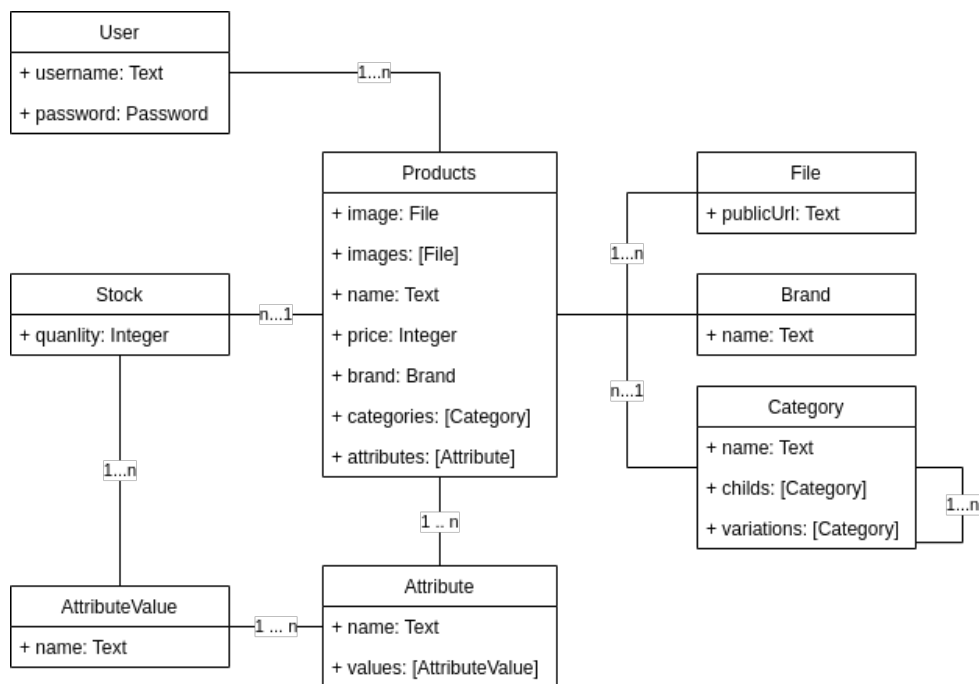 User
+ username: Text
+ password: Password
1...n
Products
+ image: File
+ images: [File]
+ name: Text
+ price: Integer
+ brand: Brand
+ categories: [Category]
+ attributes: [Attribute]
File
+ publicUrl: Text
1...n
Stock
+ quanlity: Integer
n...1
Brand
+ name: Text
n...1
Category
+ name: Text
+ childs: [Category]
+ variations: [Category]
1...n
1...n
1 .. n
AttributeValue
+ name: Text
1 ... n
Attribute
+ name: Text
+ values: [AttributeValue]